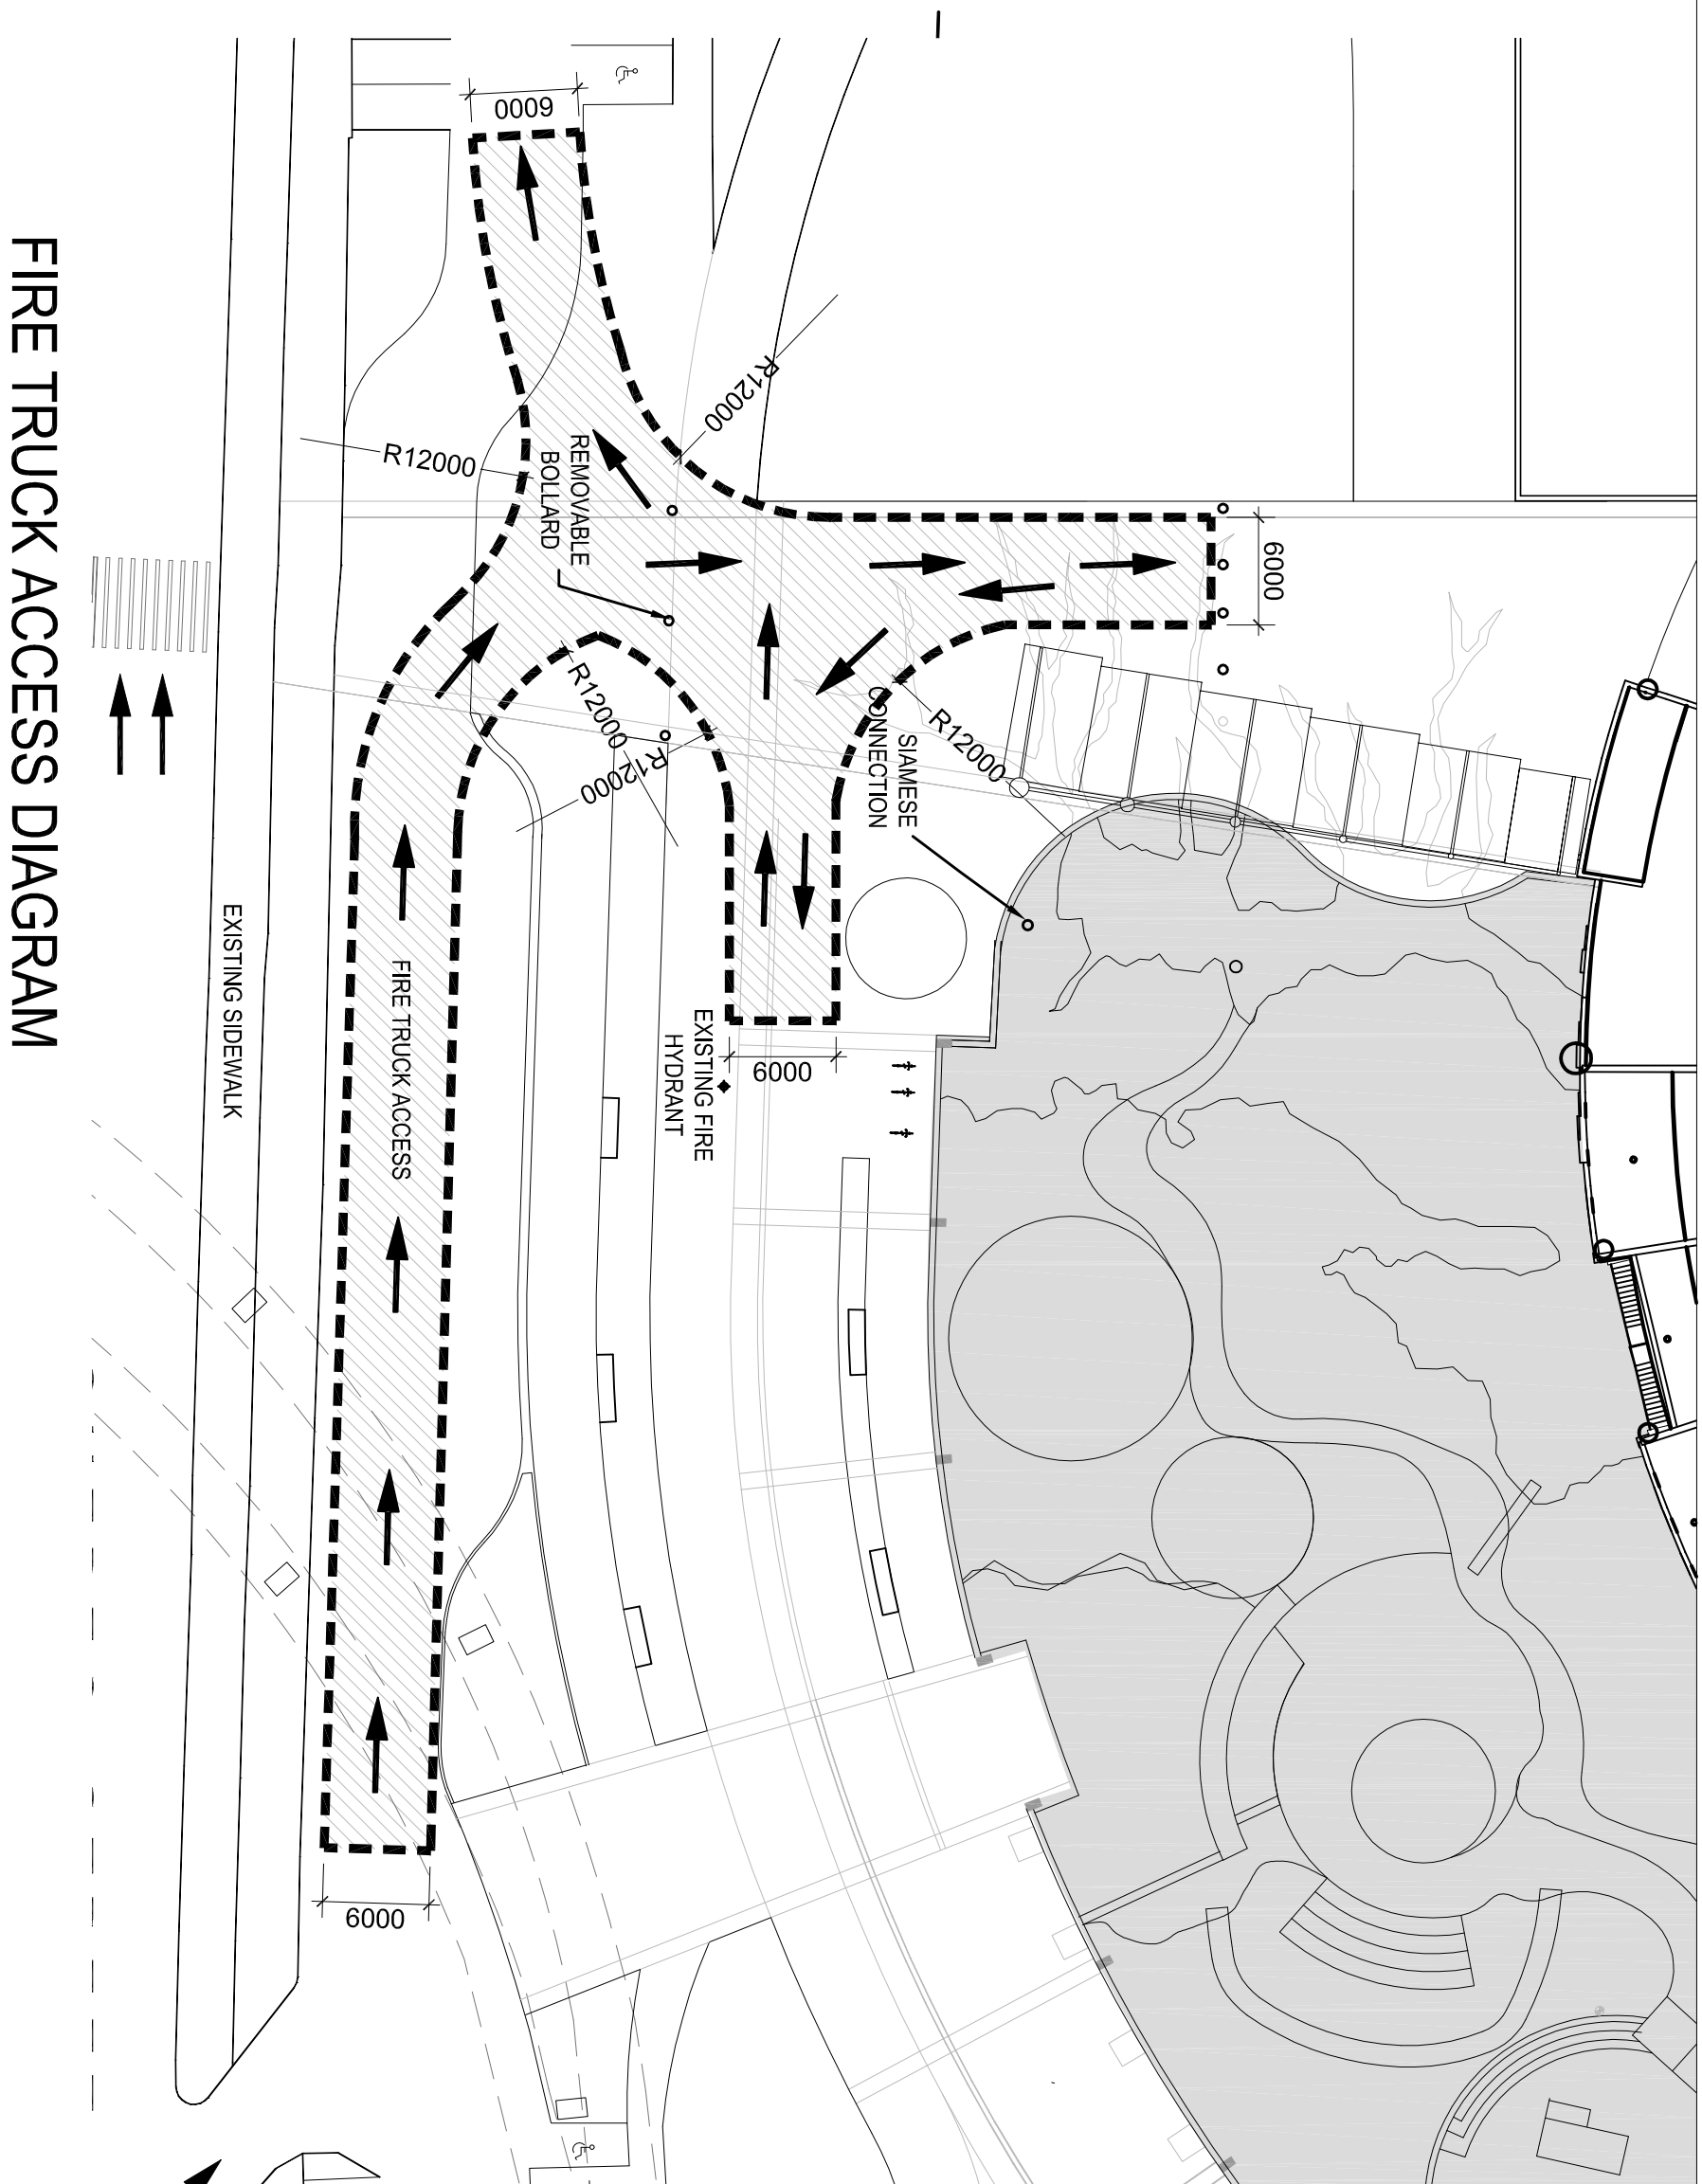 FIRE TRUCK ACCESS DIAGRAM
6000
R12000
R12000
REMOVABLE
BOLLARD
6000
R12000
R12000
R12000
SIAMESE
CONNECTION
EXISTING SIDEWALK
FIRE TRUCK ACCESS
EXISTING FIRE
HYDRANT
6000
6000